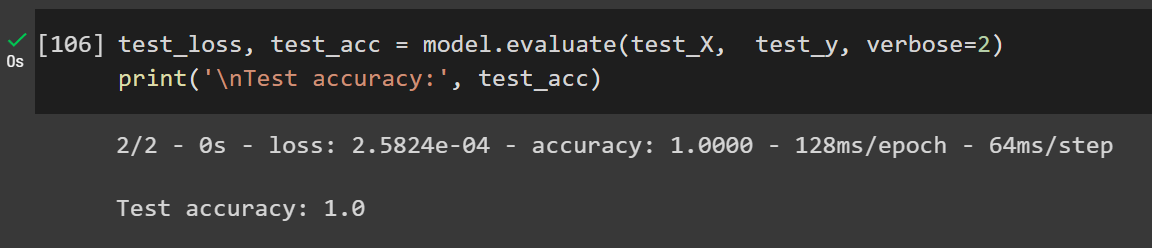 [106] test_loss, test_acc = model.evaluate(test_X,  test_y, verbose=2)
0s
print('\nTest accuracy:', test_acc)
2/2 - 0s - loss: 2.5824e-04 - accuracy: 1.0000 - 128ms/epoch - 64ms/step
Test accuracy: 1.0